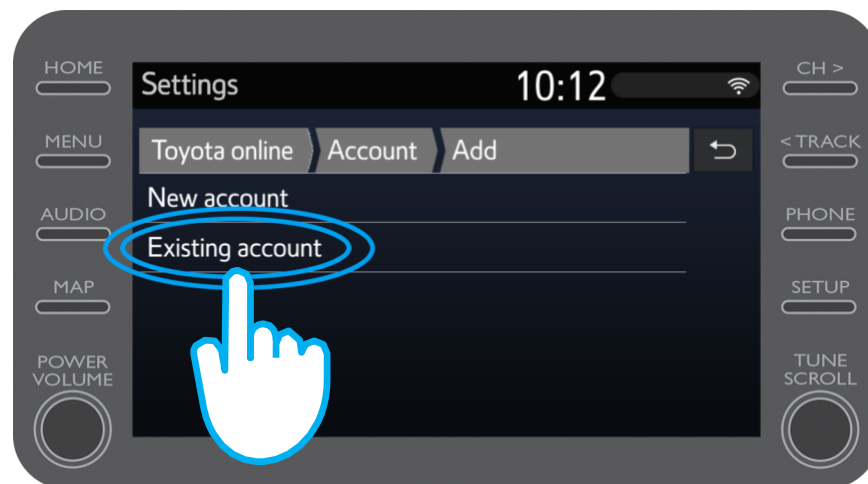 HOME
MENU
AUDIO
MAP
POWER
VOLUME
Settings
10:12
Toyota online
Account
Add
New account
Existing account
CH >
< TRACK
PHONE
SETUP
TUNE
SCROLL